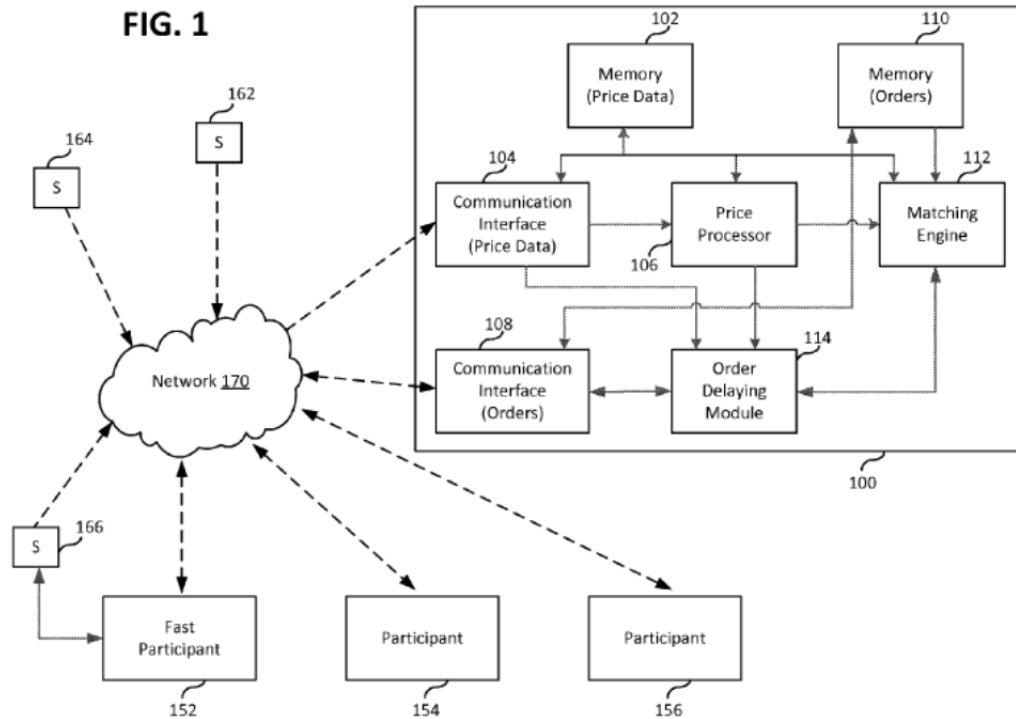 FIG. 1
102
110
Memory
(Price Data)
Memory
(Orders)
162
S
164
S
104
112
Communication
Interface
(Price Data)
Price
Processor
106
Matching
Engine
108
114
Network 170
Communication
Interface
(Orders)
Order
Delaying
Module
100
166
S
Fast
Participant
Participant
Participant
152
154
156